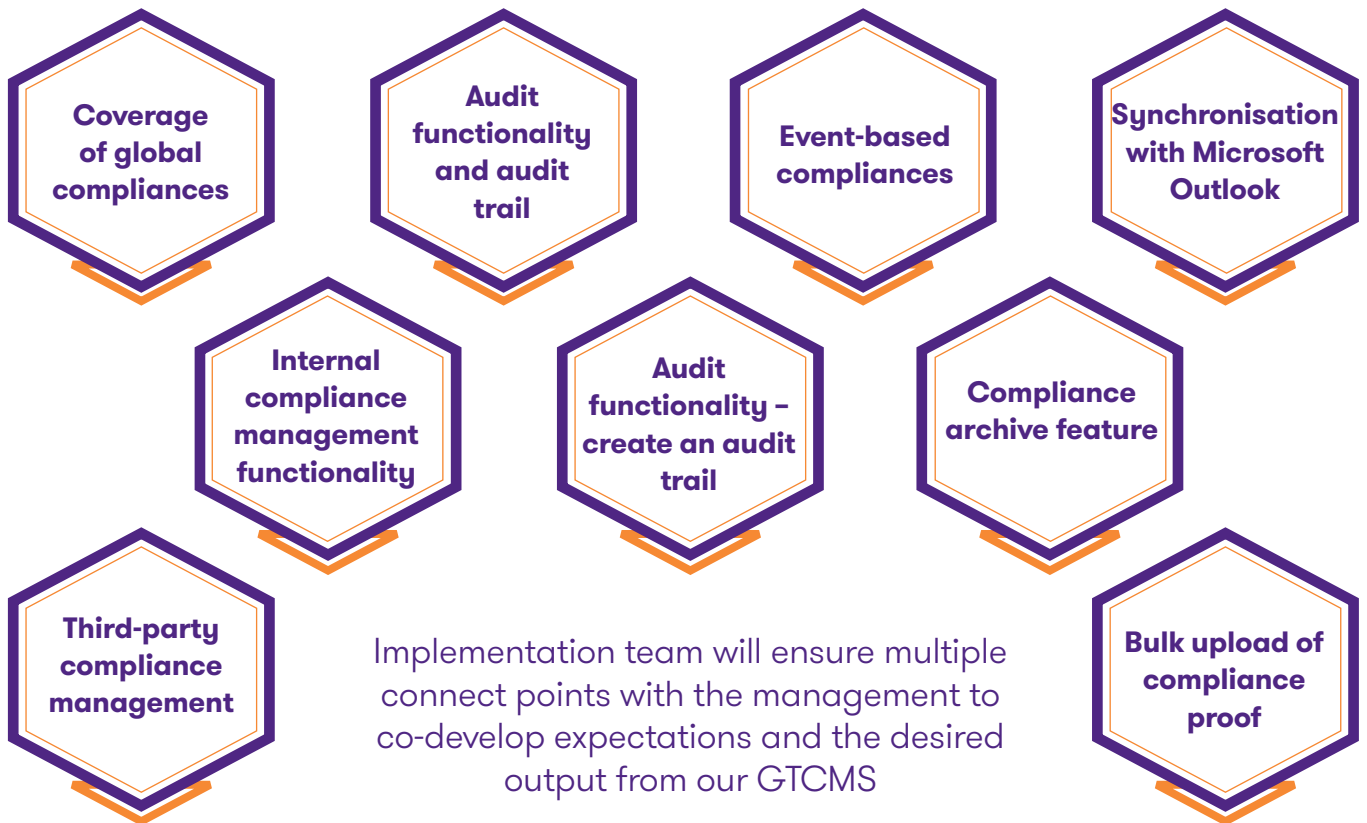 Coverage
of global
compliances
Audit
functionality
and audit
trail
Event-based
compliances
Synchronisation
with Microsoft
Outlook
Internal
compliance
management
functionality
Audit
functionality –
create an audit
trail
Compliance
archive feature
Third-party
compliance
management
Implementation team will ensure multiple
connect points with the management to
co-develop expectations and the desired
output from our GTCMS
Bulk upload of
compliance
proof